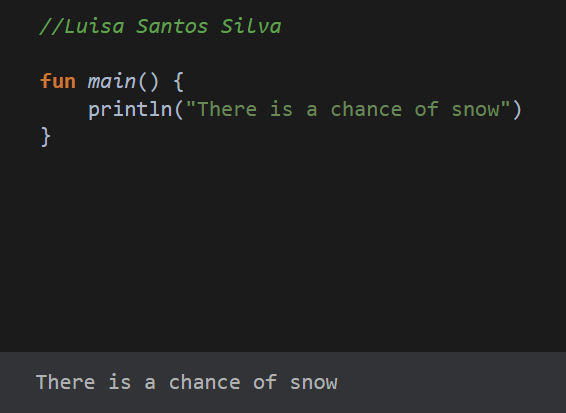 //Luisa Santos Silva
fun main() {
    println("There is a chance of snow")
}
There is a chance of snow